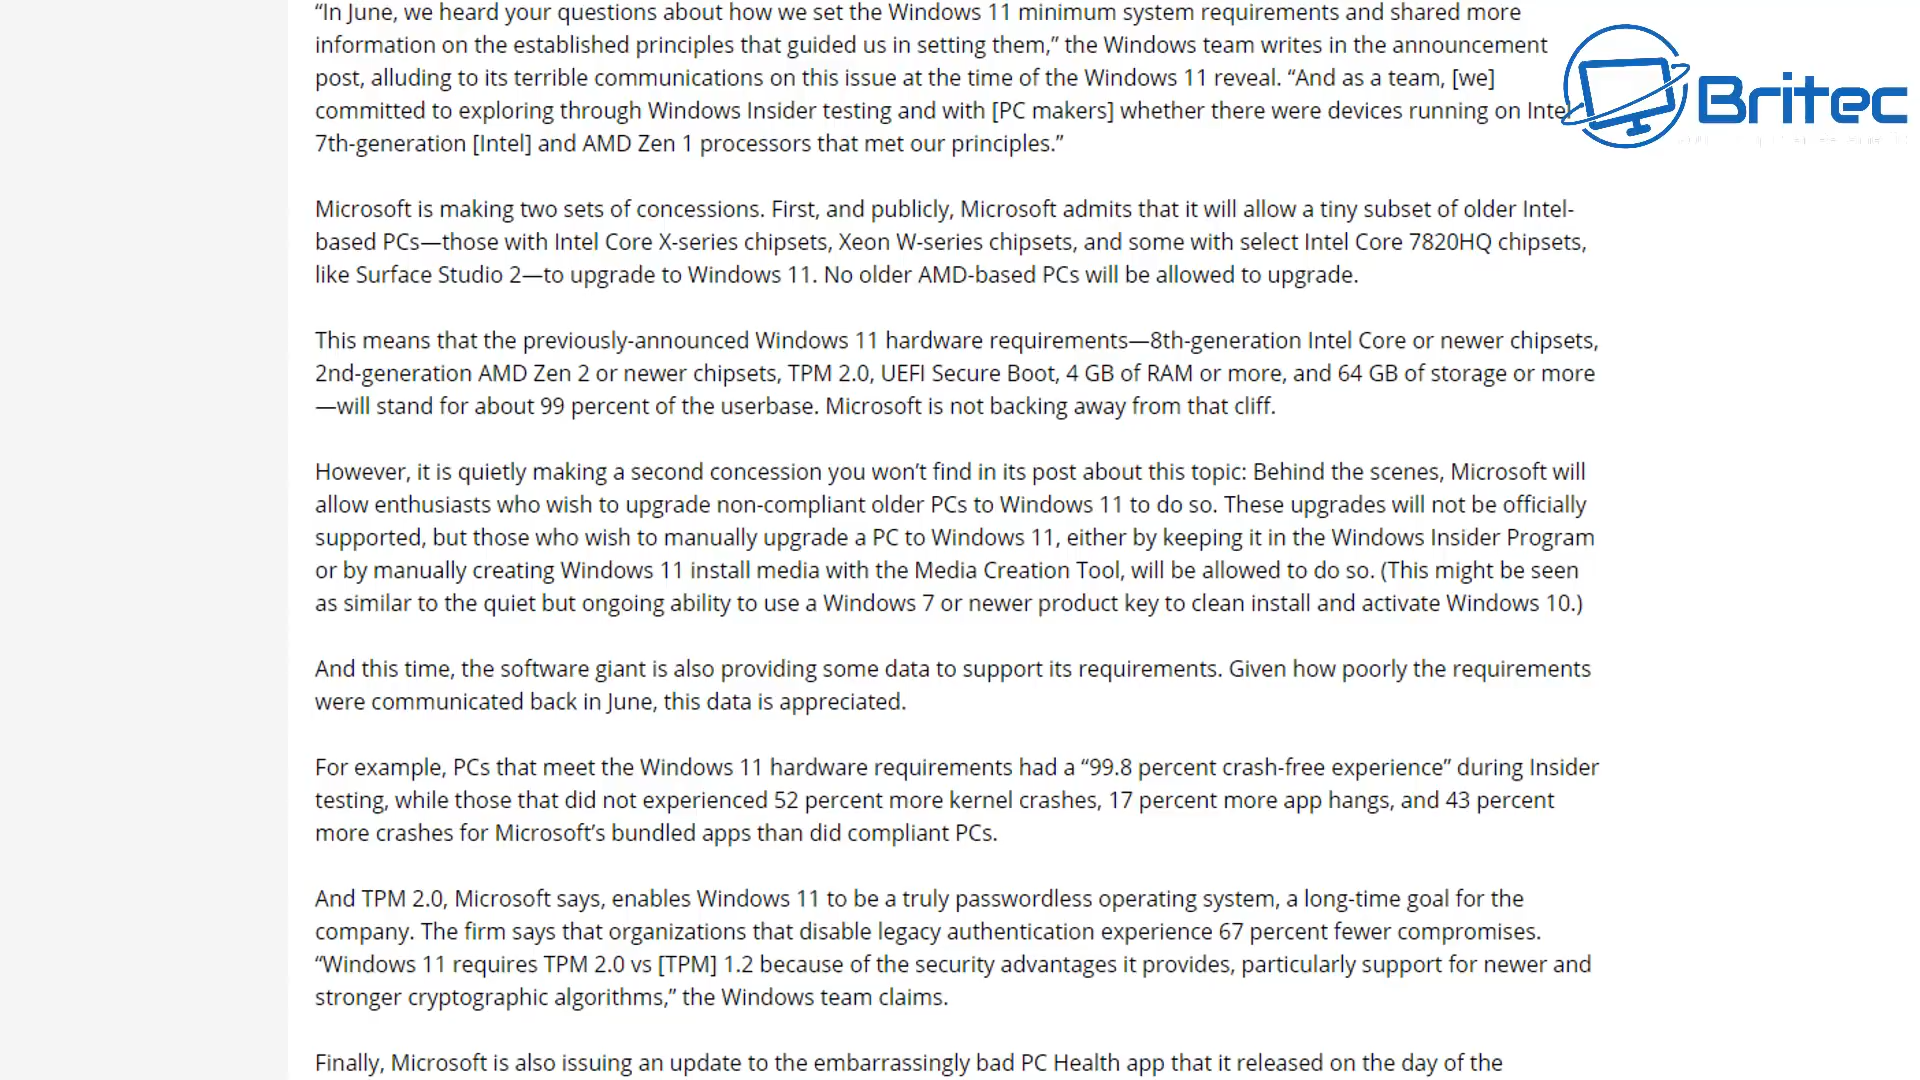 “In June, we heard your questions about how we set the Windows 11 minimum system requirements and shared more
information on the established principles that guided us in setting them,” the Windows team writes in the announcement
post, alluding to its terrible communications on this issue at the time of the Windows 11 reveal. “And as a team, [we]
committed to exploring through Windows Insider testing and with [PC makers] whether there were devices running on Intel
7th-generation [Intel] and AMD Zen 1 processors that met our principles.”
Britec
Microsoft is making two sets of concessions. First, and publicly, Microsoft admits that it will allow a tiny subset of older Intel-
based PCs—those with Intel Core X-series chipsets, Xeon W-series chipsets, and some with select Intel Core 7820HQ chipsets,
like Surface Studio 2—to upgrade to Windows 11. No older AMD-based PCs will be allowed to upgrade.
This means that the previously-announced Windows 11 hardware requirements—8th-generation Intel Core or newer chipsets,
2nd-generation AMD Zen 2 or newer chipsets, TPM 2.0, UEFI Secure Boot, 4 GB of RAM or more, and 64 GB of storage or more
—will stand for about 99 percent of the userbase. Microsoft is not backing away from that cliff.
However, it is quietly making a second concession you won’t find in its post about this topic: Behind the scenes, Microsoft will
allow enthusiasts who wish to upgrade non-compliant older PCs to Windows 11 to do so. These upgrades will not be officially
supported, but those who wish to manually upgrade a PC to Windows 11, either by keeping it in the Windows Insider Program
or by manually creating Windows 11 install media with the Media Creation Tool, will be allowed to do so. (This might be seen
as similar to the quiet but ongoing ability to use a Windows 7 or newer product key to clean install and activate Windows 10.)
And this time, the software giant is also providing some data to support its requirements. Given how poorly the requirements
were communicated back in June, this data is appreciated.
For example, PCs that meet the Windows 11 hardware requirements had a “99.8 percent crash-free experience” during Insider
testing, while those that did not experienced 52 percent more kernel crashes, 17 percent more app hangs, and 43 percent
more crashes for Microsoft’s bundled apps than did compliant PCs.
And TPM 2.0, Microsoft says, enables Windows 11 to be a truly passwordless operating system, a long-time goal for the
company. The firm says that organizations that disable legacy authentication experience 67 percent fewer compromises.
“Windows 11 requires TPM 2.0 vs [TPM] 1.2 because of the security advantages it provides, particularly support for newer and
stronger cryptographic algorithms,” the Windows team claims.
Finally, Microsoft is also issuing an update to the embarrassingly bad PC Health app that it released on the day of the